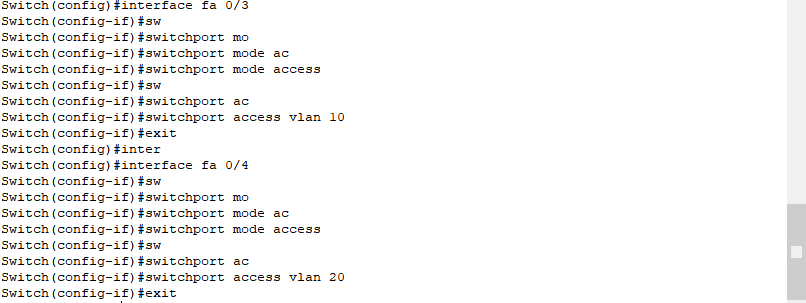 Switch(config)#interface fa 0/3
Switch(config-if)#sw
Switch(config-if)#switchport mo
Switch(config-if)#switchport mode ac
Switch(config-if)#switchport mode access
Switch(config-if)#sw
Switch(config-if)#switchport ac
Switch(config-if)#switchport access vlan 10
Switch(config-if)#exit
Switch(config)#inter
Switch(config)#interface fa 0/4
Switch(config-if)#sw
Switch(config-if)#switchport mo
Switch(config-if)#switchport mode ac
Switch(config-if)#switchport mode access
Switch(config-if)#sw
Switch(config-if)#switchport ac
Switch(config-if)#switchport access vlan 20
Switch(config-if)#exit